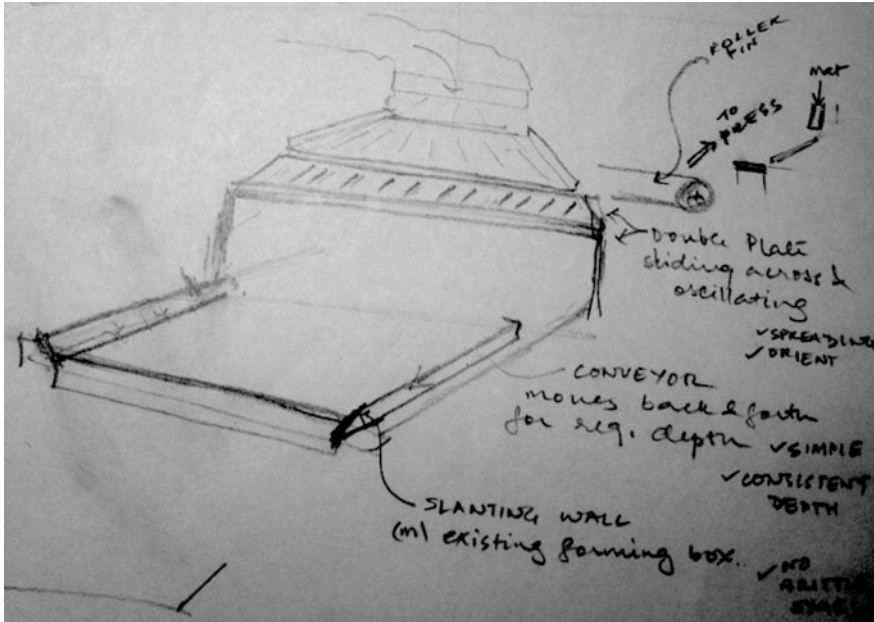 ROLLER
FIN
mat
TO
PRESS
Double Plate
sliding across &
oscillating
✓SPREADING
✓ORIENT
CONVEYOR
moves back & forth
for req. depth
✓SIMPLE
✓CONSISTENT
DEPTH
SLANTING WALL
existing forming box.
✓NO